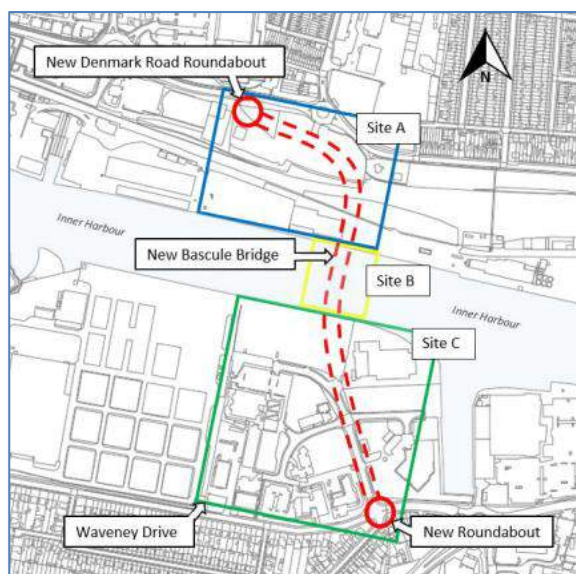 New Denmark Road Roundabout
N
Site A
Inner Harbour
New Bascule Bridge
Site B
Inner Harbour
Site C
Waveney Drive
New Roundabout